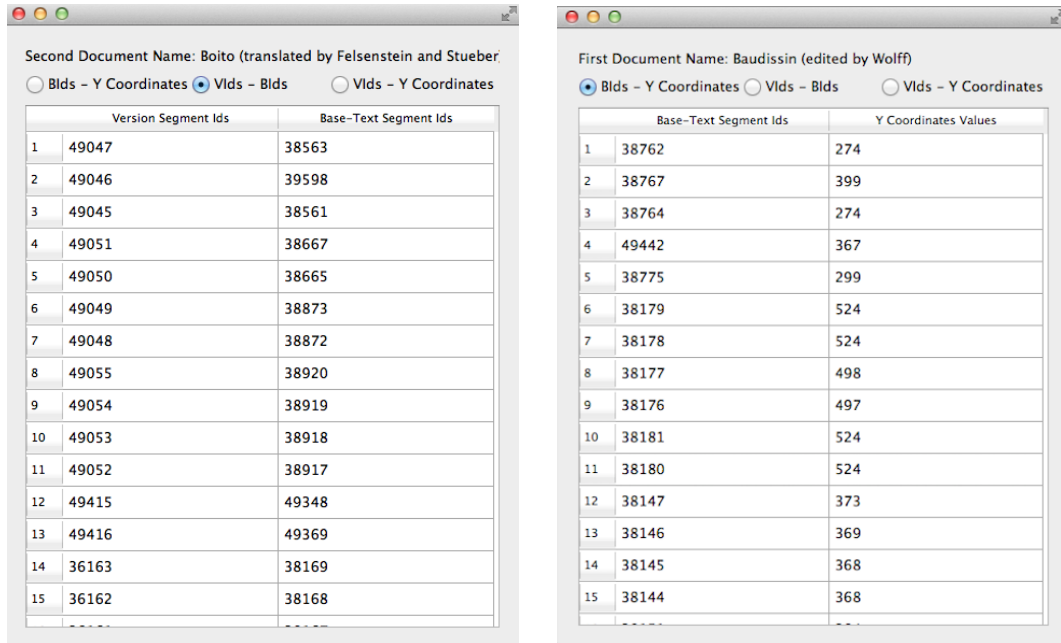 Second Document Name: Boito (translated by Felsenstein and Stueber)
BIds - Y Coordinates VIds - BIds VIds - Y Coordinates
Version Segment Ids Base-Text Segment Ids
1 49047 38563
2 49046 39598
3 49045 38561
4 49051 38667
5 49050 38665
6 49049 38873
7 49048 38872
8 49055 38920
9 49054 38919
10 49053 38918
11 49052 38917
12 49415 49348
13 49416 49369
14 36163 38169
15 36162 38168
First Document Name: Baudissin (edited by Wolff)
BIds - Y Coordinates VIds - BIds VIds - Y Coordinates
Base-Text Segment Ids Y Coordinates Values
1 38762 274
2 38767 399
3 38764 274
4 49442 367
5 38775 299
6 38179 524
7 38178 524
8 38177 498
9 38176 497
10 38181 524
11 38180 524
12 38147 373
13 38146 369
14 38145 368
15 38144 368